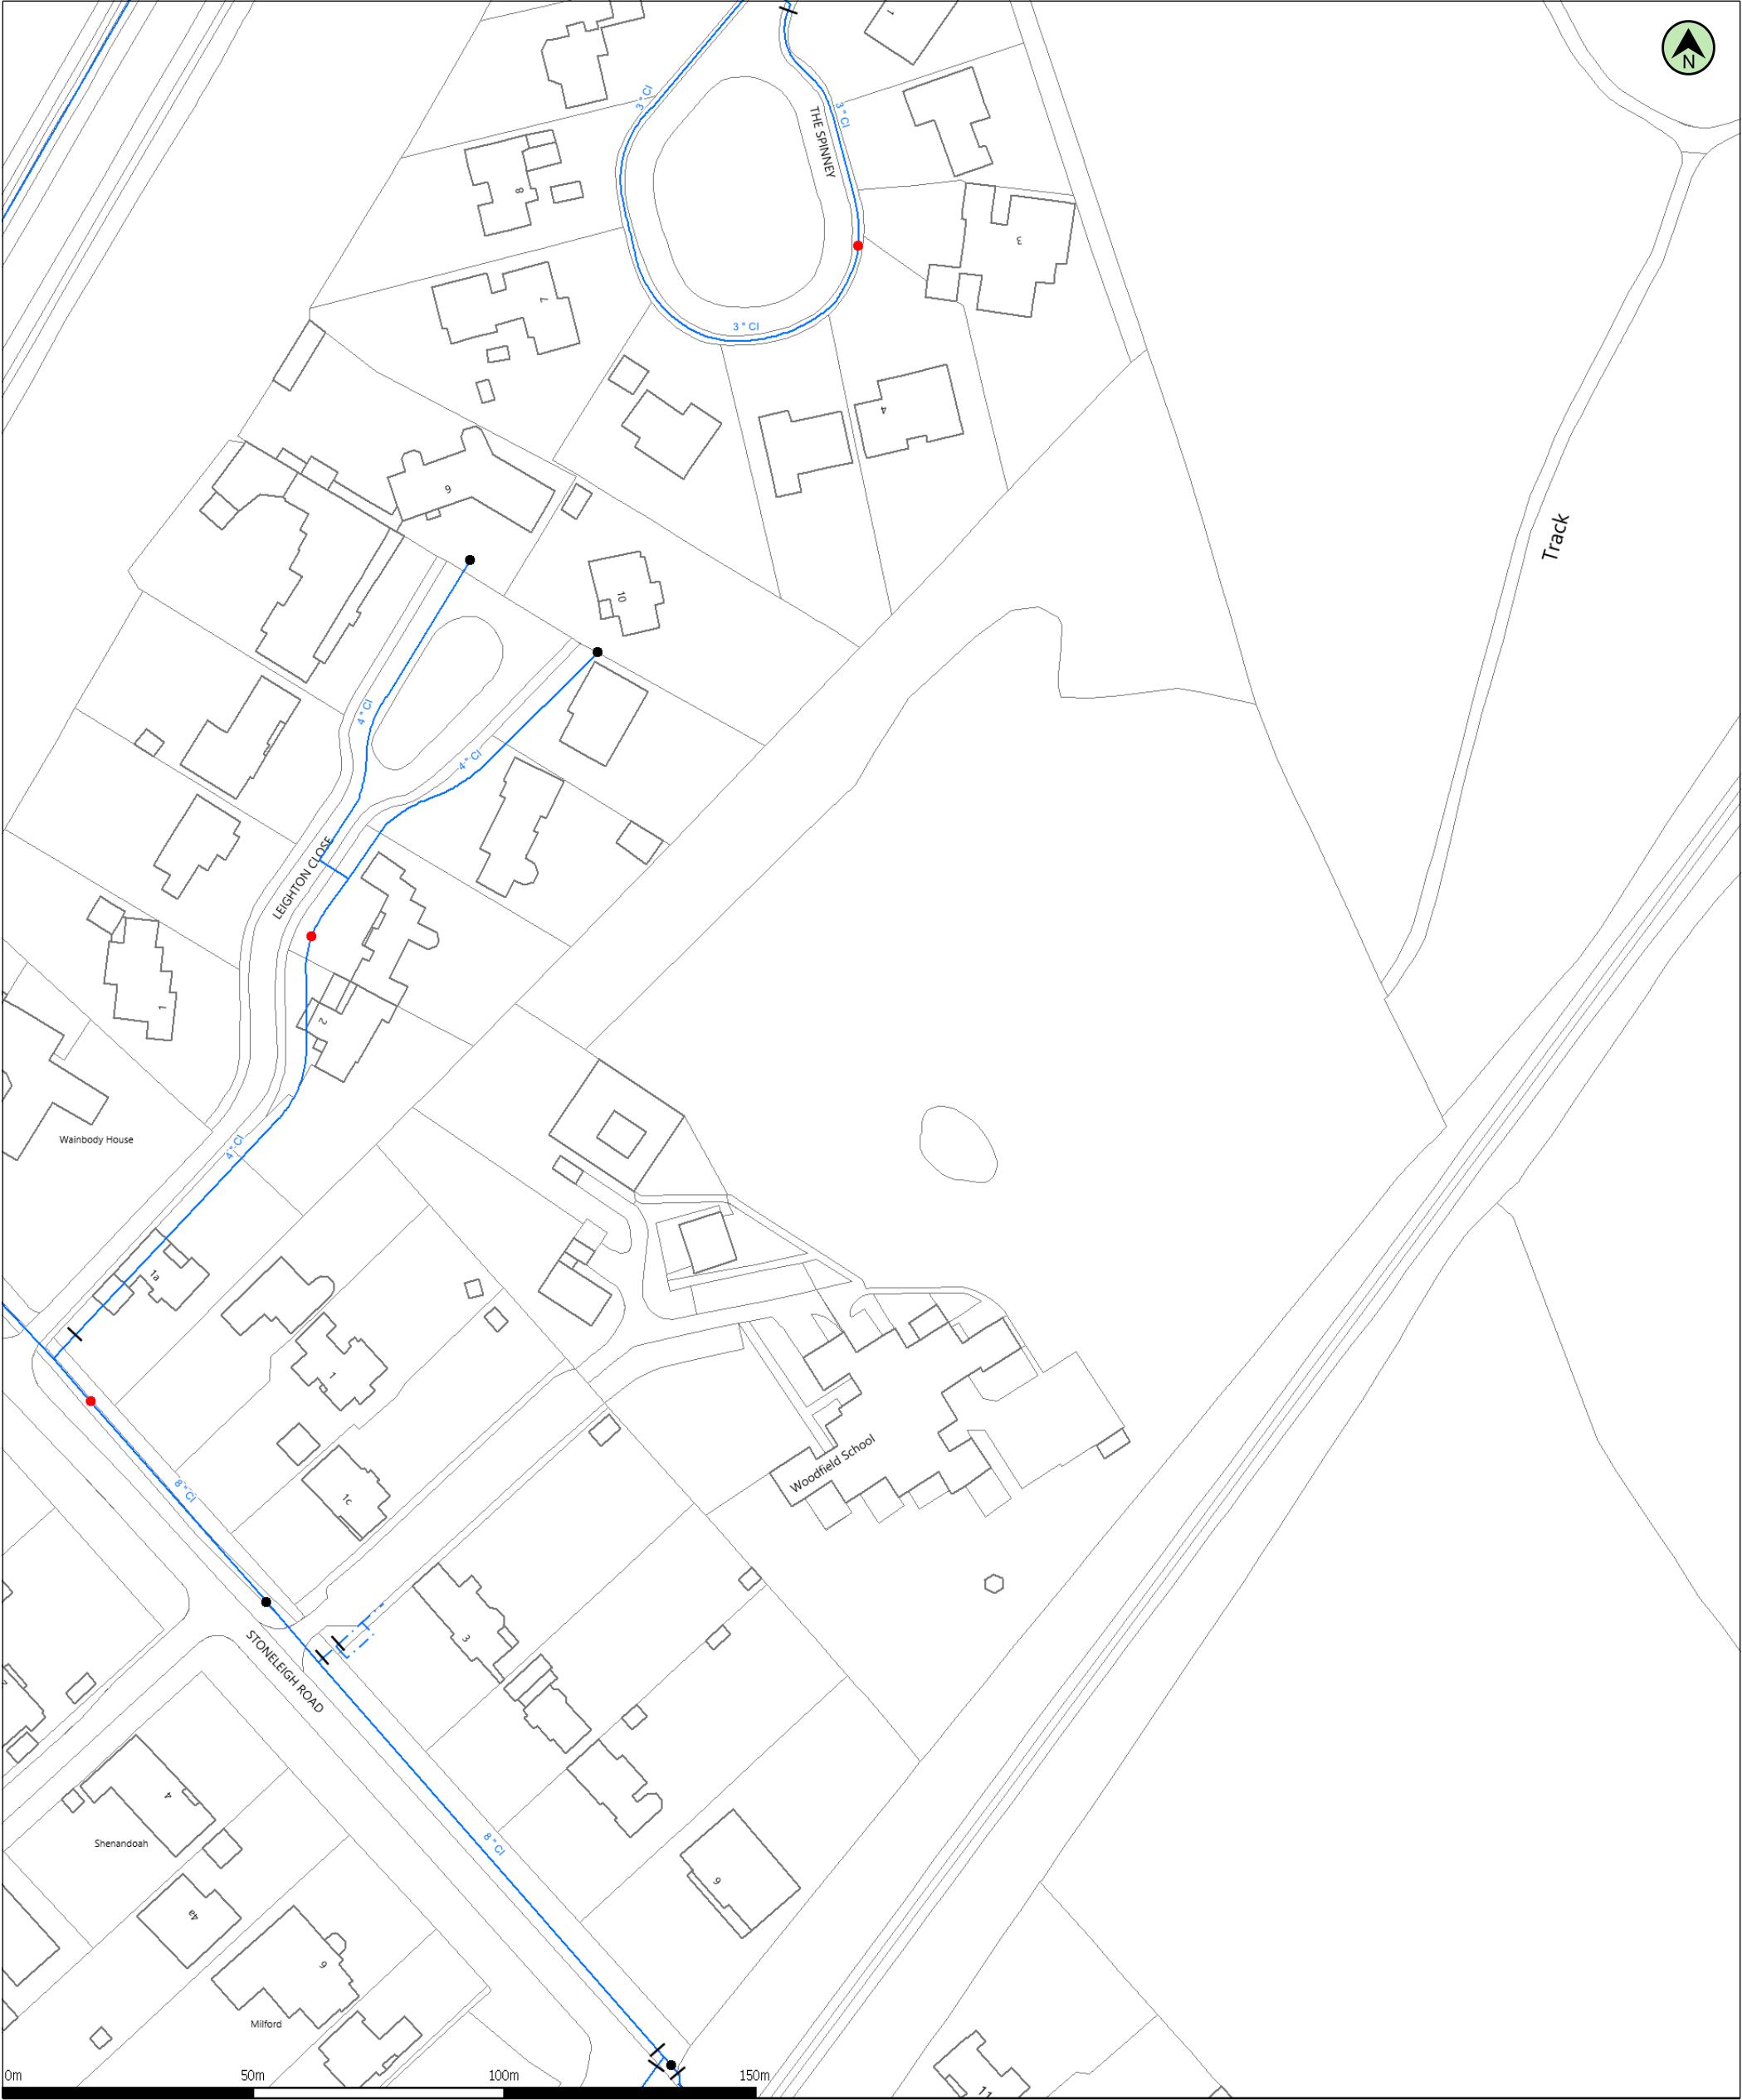 N
1
3" CI
3" CI
THE SPINNEY
8
3
7
3" CI
4
9
Track
10
4" CI
4" CI
LEIGHTON CLOSE
1
2
Wainbody House
4" CI
1a
1
Woodfield School
8" CI
1c
3
STONELEIGH ROAD
4
Shenandoah
8" CI
9
4a
6
Milford
0m
50m
100m
150m
11